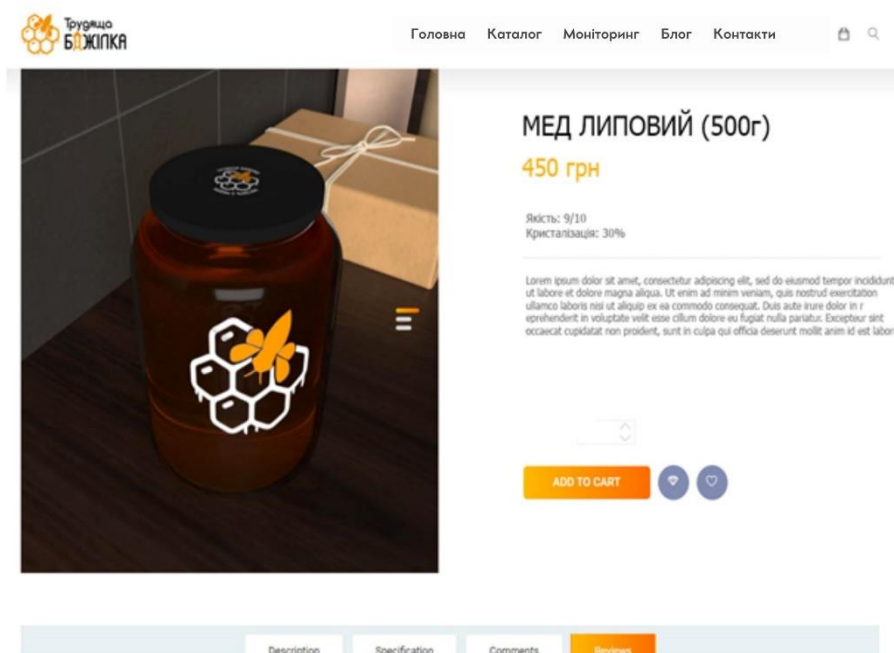 Трудяща
БДЖІЛКА
Головна Каталог Моніторинг Блог Контакти
МЕД ЛИПОВИЙ (500г)
450 грн
Якість: 9/10
Кристалізація: 30%
Lorem ipsum dolor sit amet, consectetur adipiscing elit, sed do eiusmod tempor incididunt
ut labore et dolore magna aliqua. Ut enim ad minim veniam, quis nostrud exercitation
ullamco laboris nisi ut aliquip ex ea commodo consequat. Duis aute irure dolor in r
eprehenderit in voluptate velit esse cillum dolore eu fugiat nulla pariatur. Excepteur sint
occaecat cupidatat non proident, sunt in culpa qui officia deserunt mollit anim id est labor
ADD TO CART
Description Specification Comments Reviews